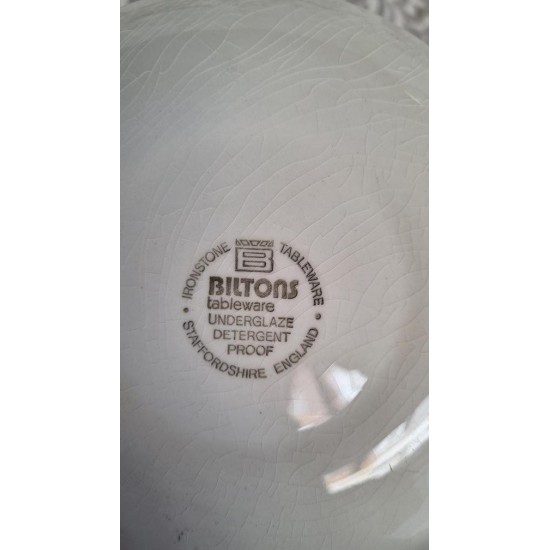 IRONSTONE TABLEWARE
B
BILTONS
tableware
UNDERGLAZE
DETERGENT
PROOF
• STAFFORDSHIRE ENGLAND •